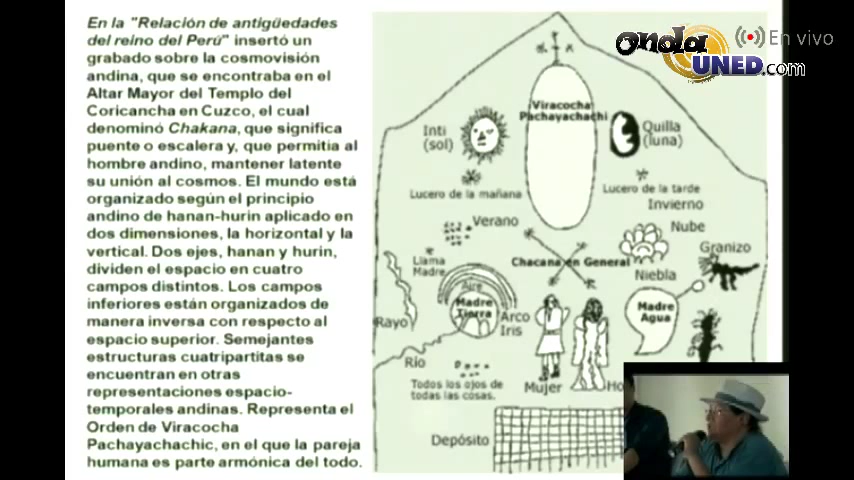 En la "Relación de antigüedades
del reino del Perú" insertó un
grabado sobre la cosmovisión
andina, que se encontraba en el
Altar Mayor del Templo del
Coricancha en Cuzco, el cual
denominó Chakana, que significa
puente o escalera y, que permitia al
hombre andino, mantener latente
su unión al cosmos. El mundo está
organizado según el principio
andino de hanan-hurin aplicado en
dos dimensiones, la horizontal y la
vertical. Dos ejes, hanan y hurin,
dividen el espacio en cuatro
campos distintos. Los campos
inferiores están organizados de
manera inversa con respecto al
espacio superior. Semejantes
estructuras cuatripartitas se
encuentran en otras
representaciones espacio-
temporales andinas. Representa el
Orden de Viracocha
Pachayachachic, en el que la pareja
humana es parte armónica del todo.
onda
UNED.com
En vivo
Viracocha
Pachayachachi
Inti
(sol)
Quilla
(luna)
Lucero de la mañana
Lucero de la tarde
Invierno
Verano
Nube
Granizo
Llama
Madre
Chacana en General
Niebla
Aire
Madre
Tierra
Arco
Iris
Madre
Agua
Rayo
Río
Todos los ojos de
todas las cosas.
Mujer
Ho
Depósito